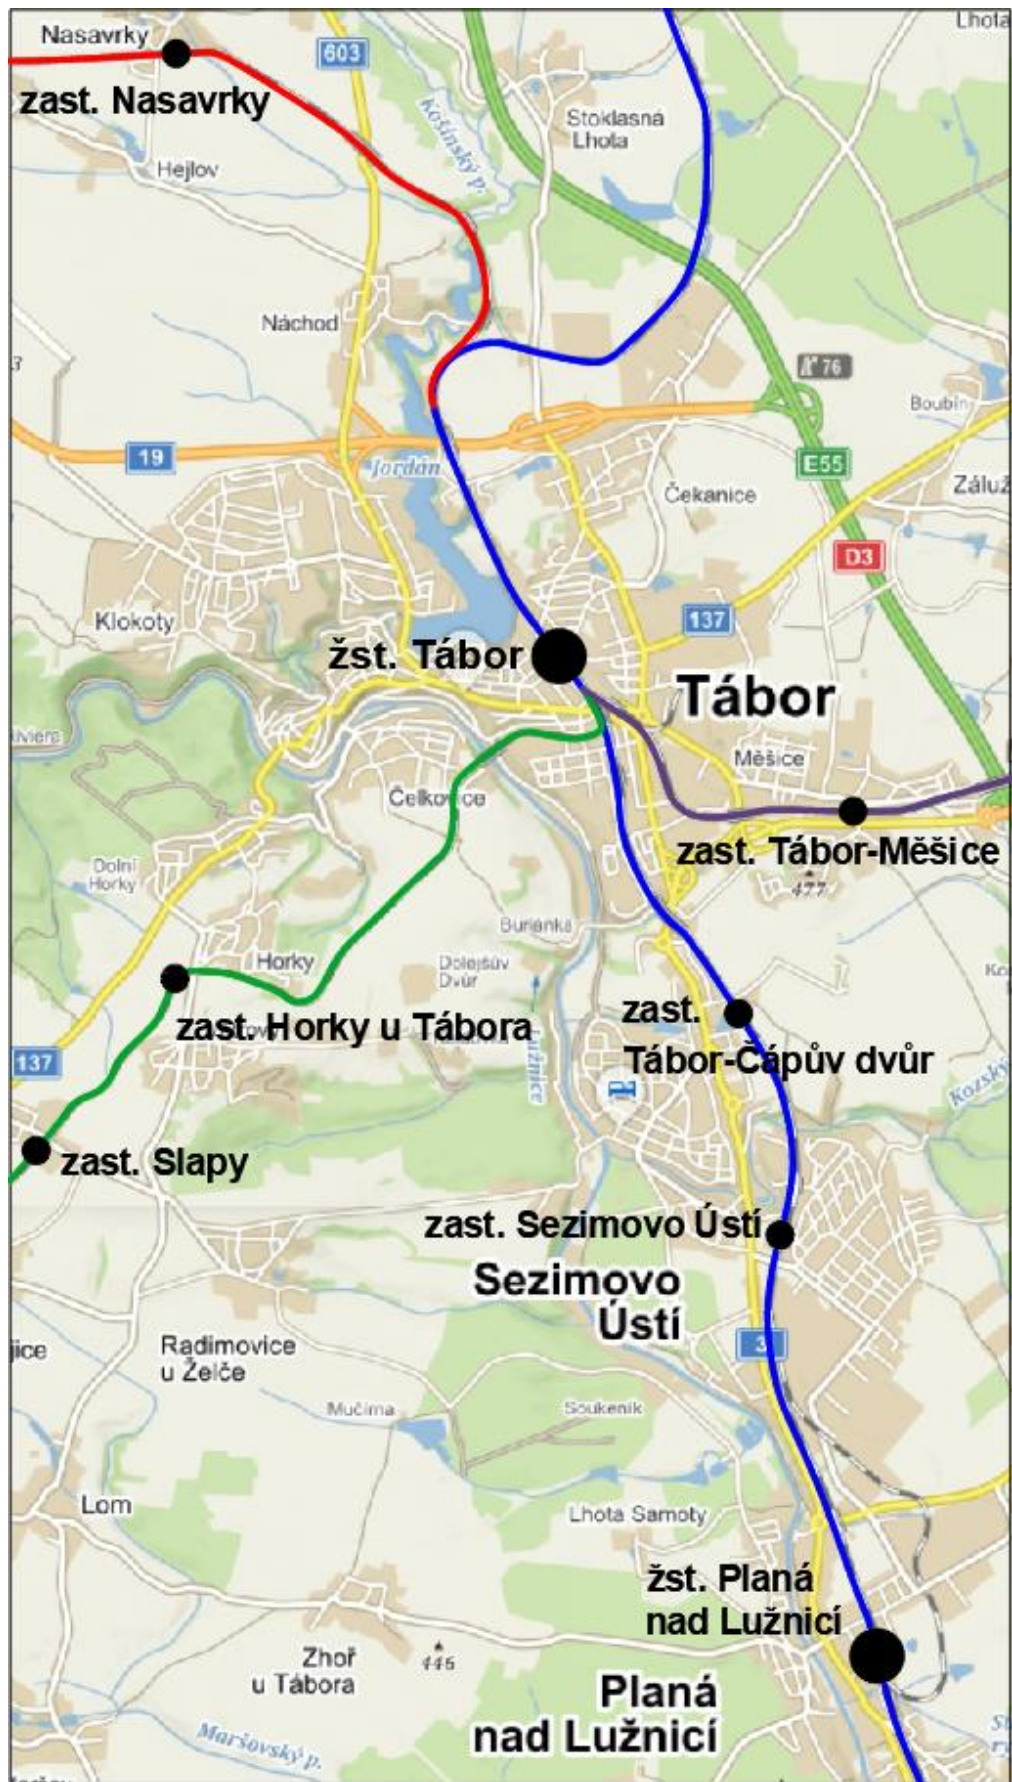 Nasavrky
603
Lhota
zast. Nasavrky
Košínský p.
Stoklasná
Lhota
Hejlov
Náchod
76
Boubín
19
Jordán
E55
Čekanice
D3
Klokoty
137
žst. Tábor
Tábor
Měšice
Čelkovice
zast. Tábor-Měšice
477
Dolní
Horky
Burianka
Horky
Dolejšův
Dvůr
zast.
zast. Horky u Tábora
Lužnice
Tábor-Čápův dvůr
137
zast. Slapy
zast. Sezimovo Ústí
Sezimovo
Ústí
3
Radimovice
u Želče
Mučima
Soukeník
Lom
Lhota Samoty
žst. Planá
nad Lužnicí
Zhoř
u Tábora
446
Planá
nad Lužnicí
Maršovský p.